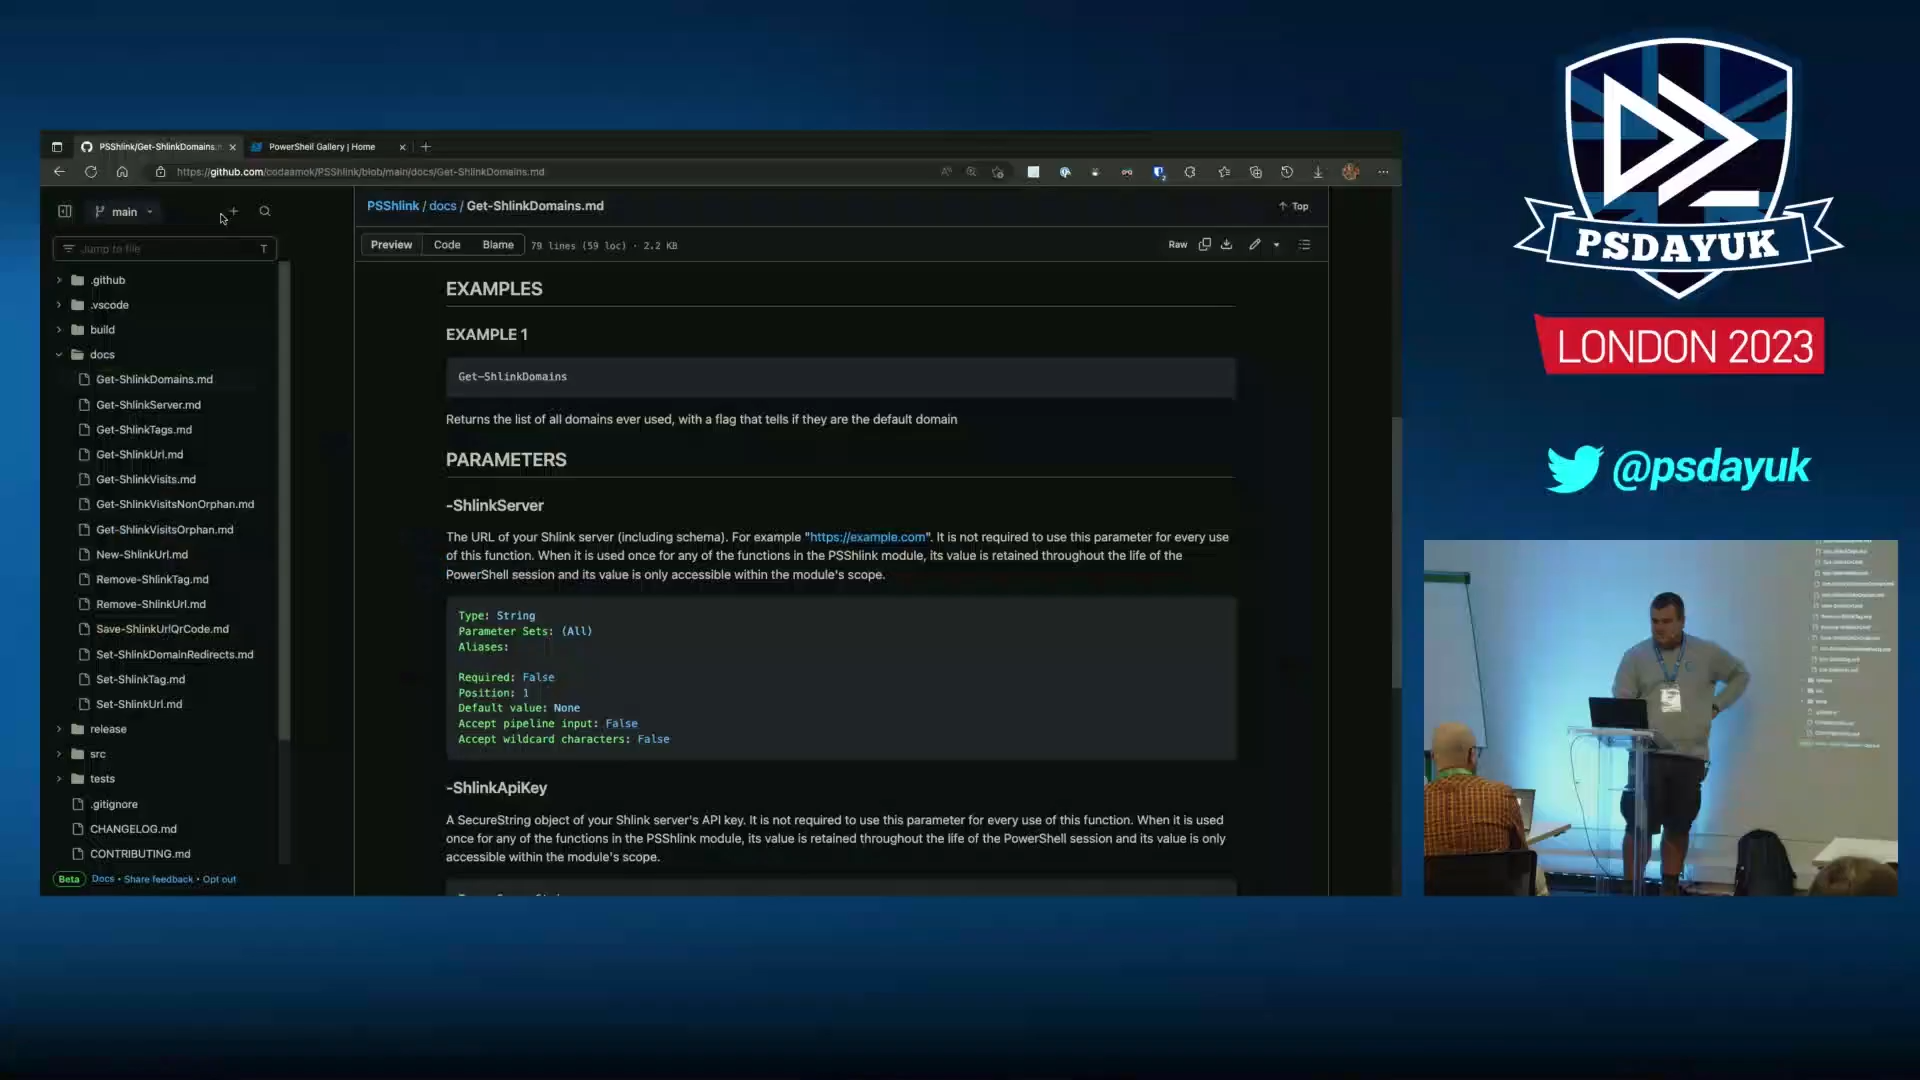 PSShlink/Get-ShlinkDomains.m
PowerShell Gallery | Home
https://github.com/codaamok/PSShlink/blob/main/docs/Get-ShlinkDomains.md
main
Jump to file
T
.github
.vscode
build
docs
Get-ShlinkDomains.md
Get-ShlinkServer.md
Get-ShlinkTags.md
Get-ShlinkUrl.md
Get-ShlinkVisits.md
Get-ShlinkVisitsNonOrphan.md
Get-ShlinkVisitsOrphan.md
New-ShlinkUrl.md
Remove-ShlinkTag.md
Remove-ShlinkUrl.md
Save-ShlinkUrlQrCode.md
Set-ShlinkDomainRedirects.md
Set-ShlinkTag.md
Set-ShlinkUrl.md
release
src
tests
.gitignore
CHANGELOG.md
CONTRIBUTING.md
Beta Docs • Share feedback • Opt out
PSShlink / docs / Get-ShlinkDomains.md
Top
Preview Code Blame 79 lines (59 loc) · 2.2 KB
Raw
EXAMPLES
EXAMPLE 1
Get-ShlinkDomains
Returns the list of all domains ever used, with a flag that tells if they are the default domain
PARAMETERS
-ShlinkServer
The URL of your Shlink server (including schema). For example "https://example.com". It is not required to use this parameter for every use
of this function. When it is used once for any of the functions in the PSShlink module, its value is retained throughout the life of the
PowerShell session and its value is only accessible within the module's scope.
Type: String
Parameter Sets: (All)
Aliases:
Required: False
Position: 1
Default value: None
Accept pipeline input: False
Accept wildcard characters: False
-ShlinkApiKey
A SecureString object of your Shlink server's API key. It is not required to use this parameter for every use of this function. When it is used
once for any of the functions in the PSShlink module, its value is retained throughout the life of the PowerShell session and its value is only
accessible within the module's scope.
PSDAYUK
LONDON 2023
@psdayuk